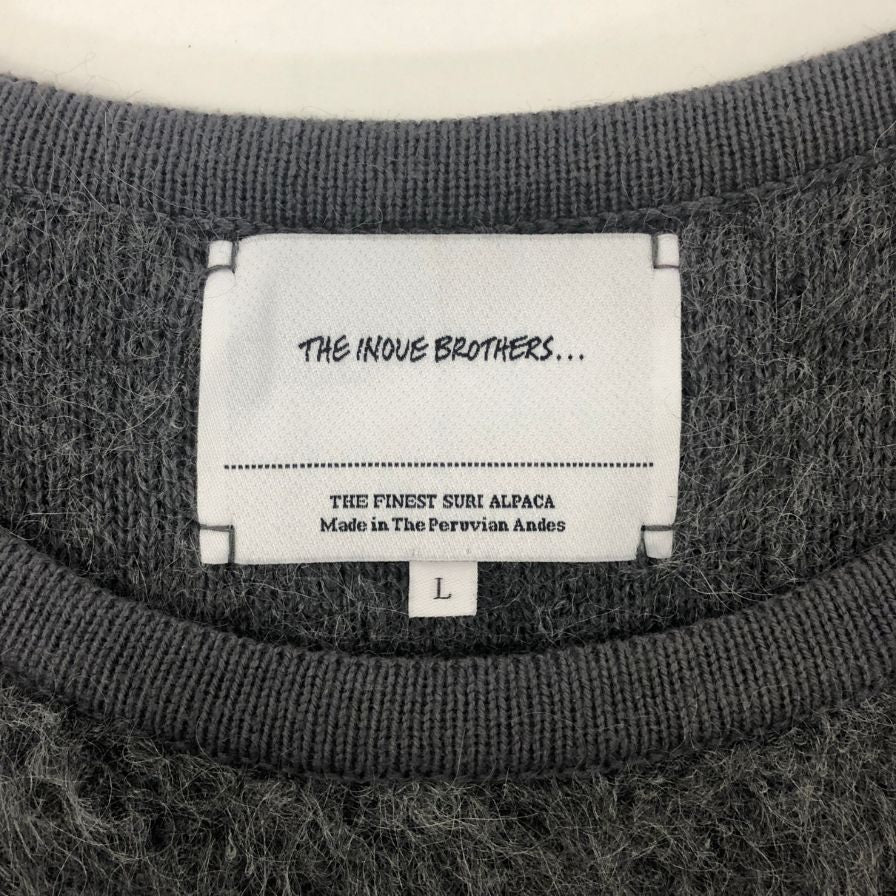 THE INOUE BROTHERS...
THE FINEST SURI ALPACA
Made in The Peruvian Andes
L